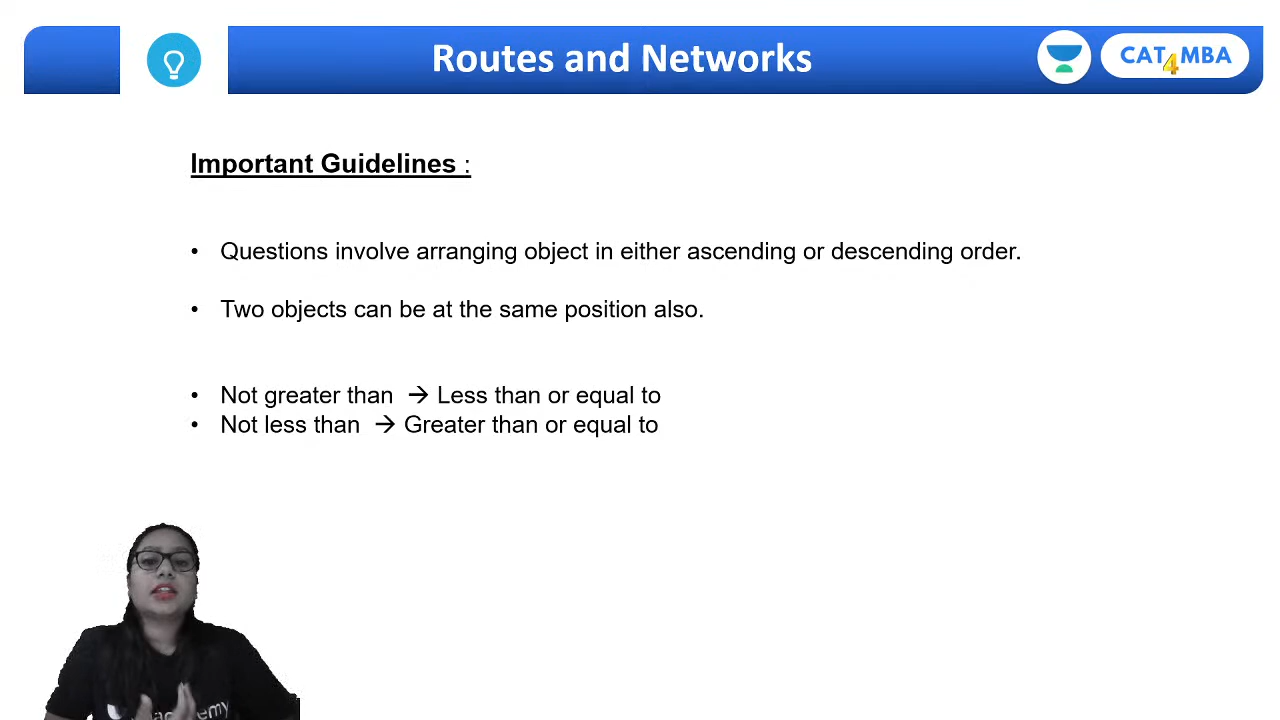 Routes and Networks
CAT4MBA
Important Guidelines :
• Questions involve arranging object in either ascending or descending order.
• Two objects can be at the same position also.
• Not greater than → Less than or equal to
• Not less than → Greater than or equal to